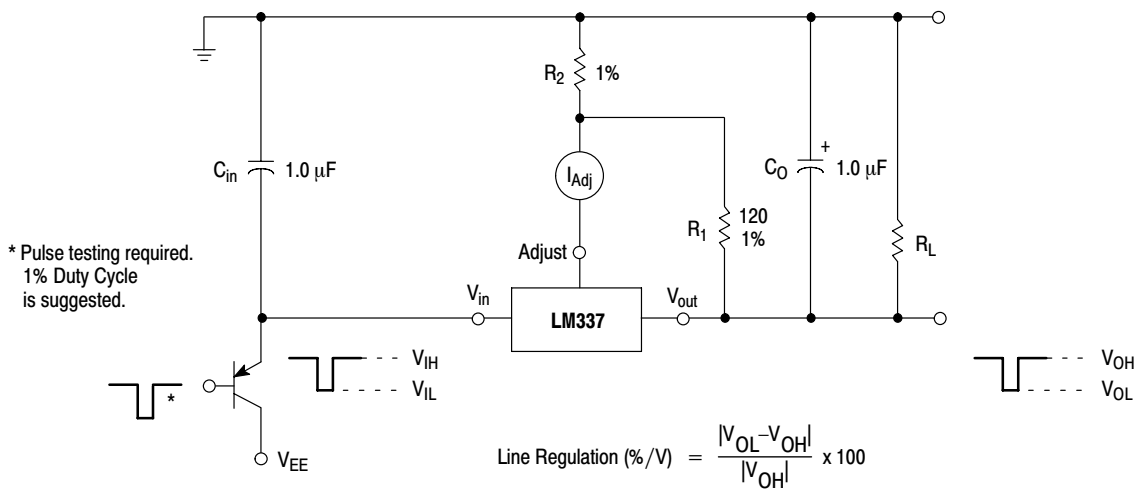 R2 1%
Cin 1.0 μF
IAdj
CO + 1.0 μF
R1 120
1%
RL
* Pulse testing required.
1% Duty Cycle
is suggested.
Adjust
Vin
LM337
Vout
VIH
VIL
*
VEE
VOH
VOL
Line Regulation (%/V) = |VOL–VOH| / |VOH| x 100